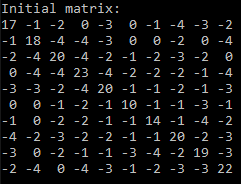 Initial matrix:
17 -1 -2 0 -3 0 -1 -4 -3 -2
-1 18 -4 -4 -3 0 0 -2 0 -4
-2 -4 20 -4 -2 -1 -2 -3 -2 0
0 -4 -4 23 -4 -2 -2 -2 -1 -4
-3 -3 -2 -4 20 -1 -1 -2 -1 -3
0 0 -1 -2 -1 10 -1 -1 -3 -1
-1 0 -2 -2 -1 -1 14 -1 -4 -2
-4 -2 -3 -2 -2 -1 -1 20 -2 -3
-3 0 -2 -1 -1 -3 -4 -2 19 -3
-2 -4 0 -4 -3 -1 -2 -3 -3 22